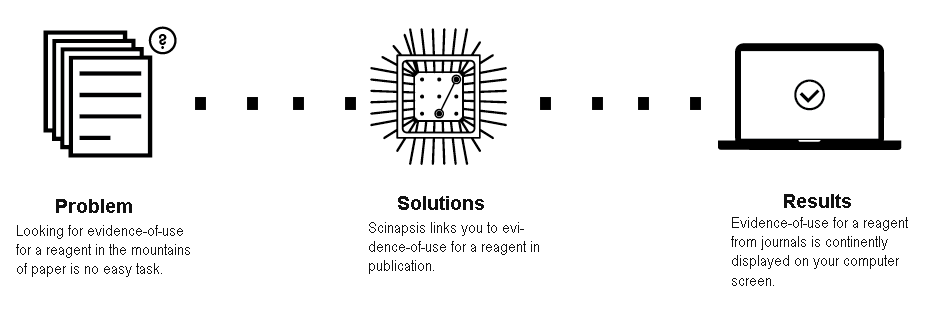 ?
Problem
Looking for evidence-of-use
for a reagent in the mountains
of paper is no easy task.
Solutions
Scinapsis links you to evi-
dence-of-use for a reagent in
publication.
Results
Evidence-of-use for a reagent
from journals is continently
displayed on your computer
screen.